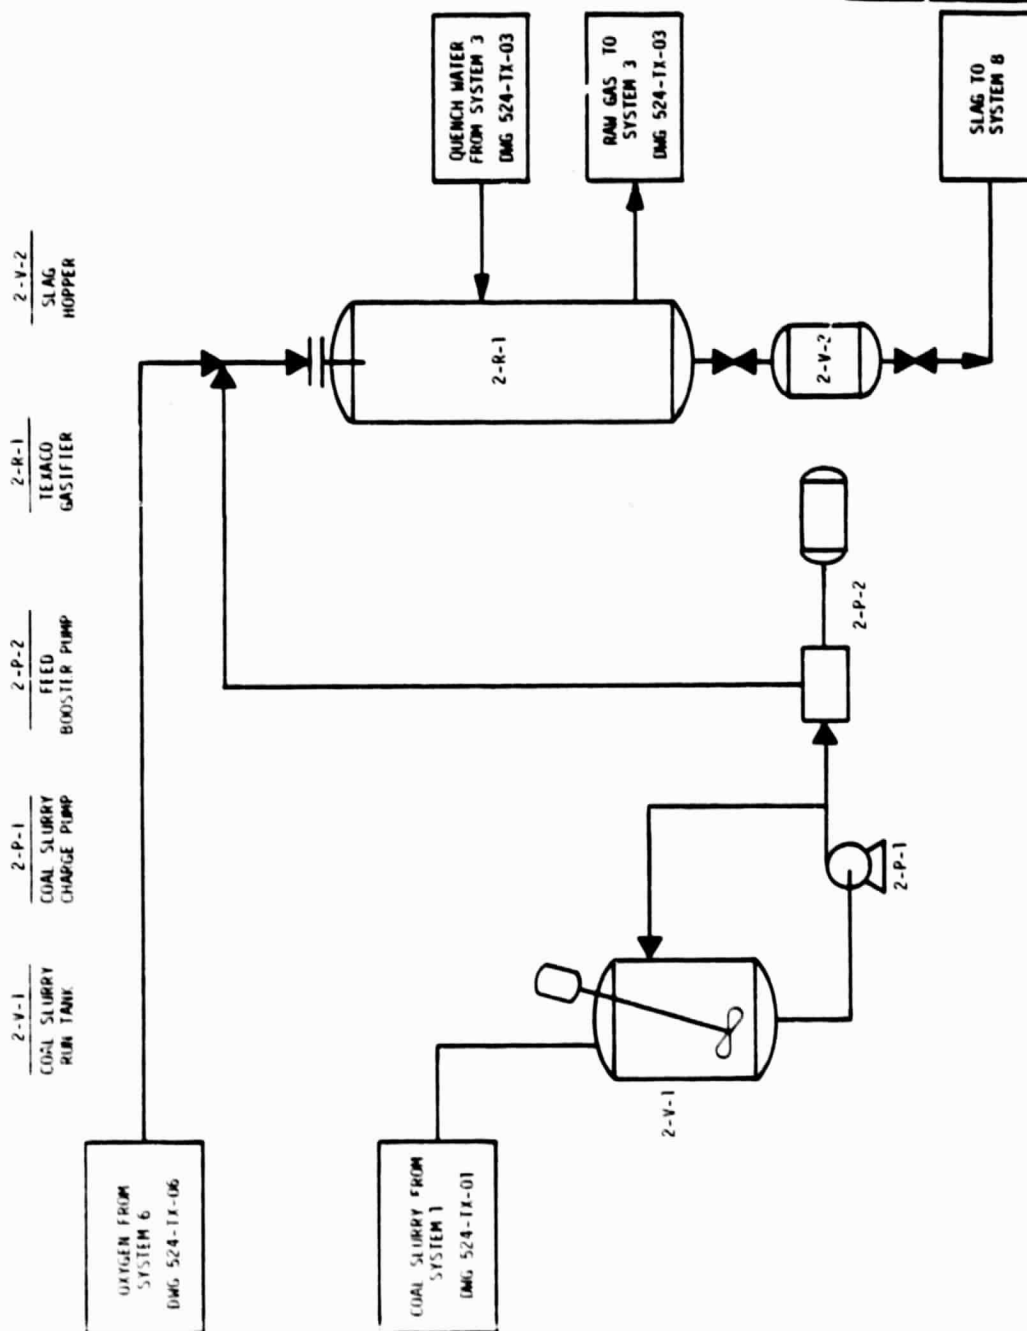 2-V-1
COAL SLURRY
RUN TANK
2-P-1
COAL SLURRY
CHARGE PUMP
2-P-2
FEED
BOOSTER PUMP
2-R-1
TEXACO
GASIFIER
2-V-2
SLAG
HOPPER
OXYGEN FROM
SYSTEM 6
DWG 524-TX-06
COAL SLURRY FROM
SYSTEM 1
DWG 524-TX-01
QUENCH WATER
FROM SYSTEM 3
DWG 524-TX-03
RAW GAS TO
SYSTEM 3
DWG 524-TX-03
SLAG TO
SYSTEM 8
2-R-1
2-V-2
2-P-2
2-P-1
2-V-1